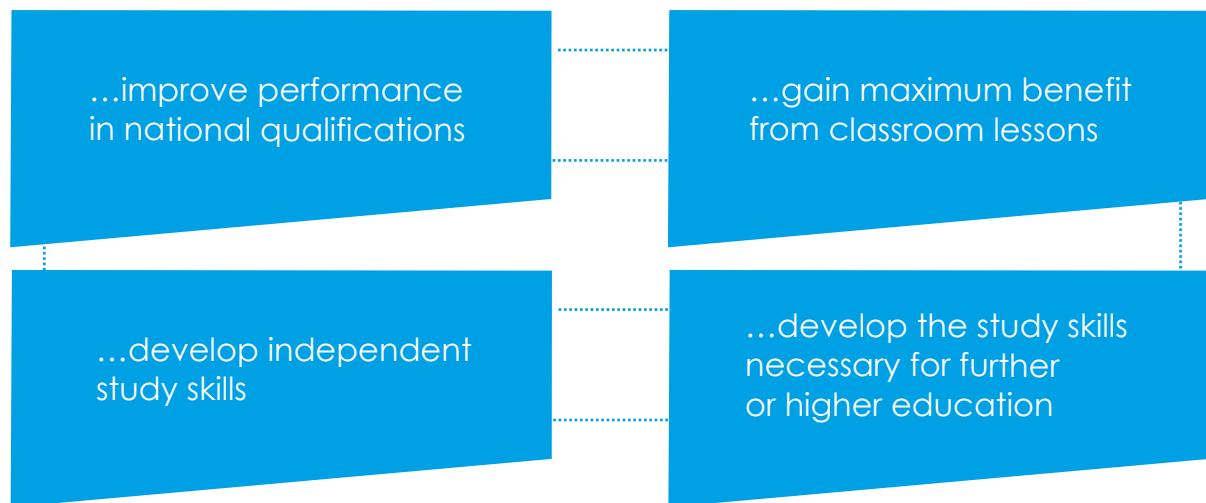 …improve performance
in national qualifications
…gain maximum benefit
from classroom lessons
…develop independent
study skills
…develop the study skills
necessary for further
or higher education